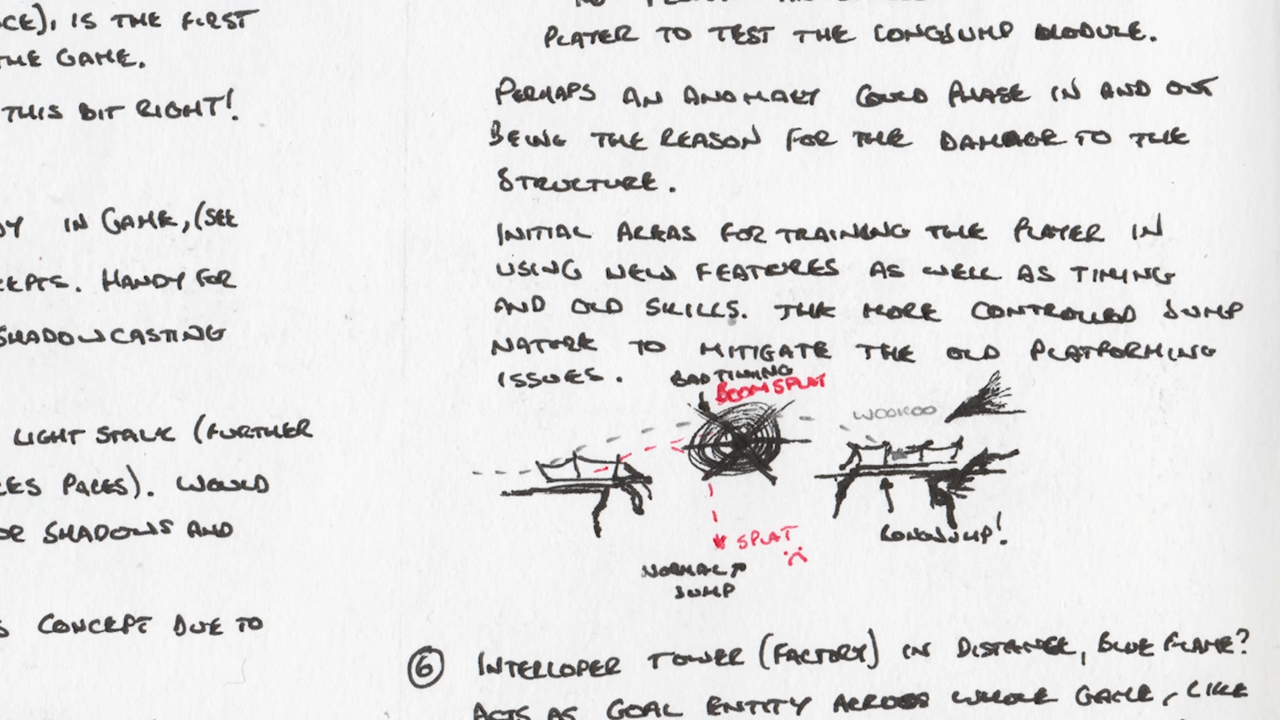 CE), IS THE FIRST
THE GAME.
THIS BIT RIGHT!
IN GAME, (SEE
CEPTS. HANDY FOR
SHADOWCASTING
LIGHT STALK (FURTHER
PAGES). WOULD
OR SHADOWS AND
S CONCEPT DUE TO
PLAYER TO TEST THE LONGJUMP MODULE.
PERHAPS AN ANOMALY COULD PHASE IN AND OUT
BEING THE REASON FOR THE DAMAGE TO THE
STRUCTURE.
INITIAL AREAS FOR TRAINING THE PLAYER IN
USING NEW FEATURES AS WELL AS TIMING
AND OLD SKILLS. THE MORE CONTROLLED JUMP
NATURE TO MITIGATE THE OLD PLATFORMING
ISSUES.
BAD TIMING
BOOMSPLAT
WOOHOO
LONGJUMP!
SPLAT
NORMAL
JUMP
6 INTERLOPER TOWER (FACTORY) IN DISTANCE, BLUE FLAME?
ACTS AS GOAL ENTITY ACROSS WHOLE GAME, LIKE